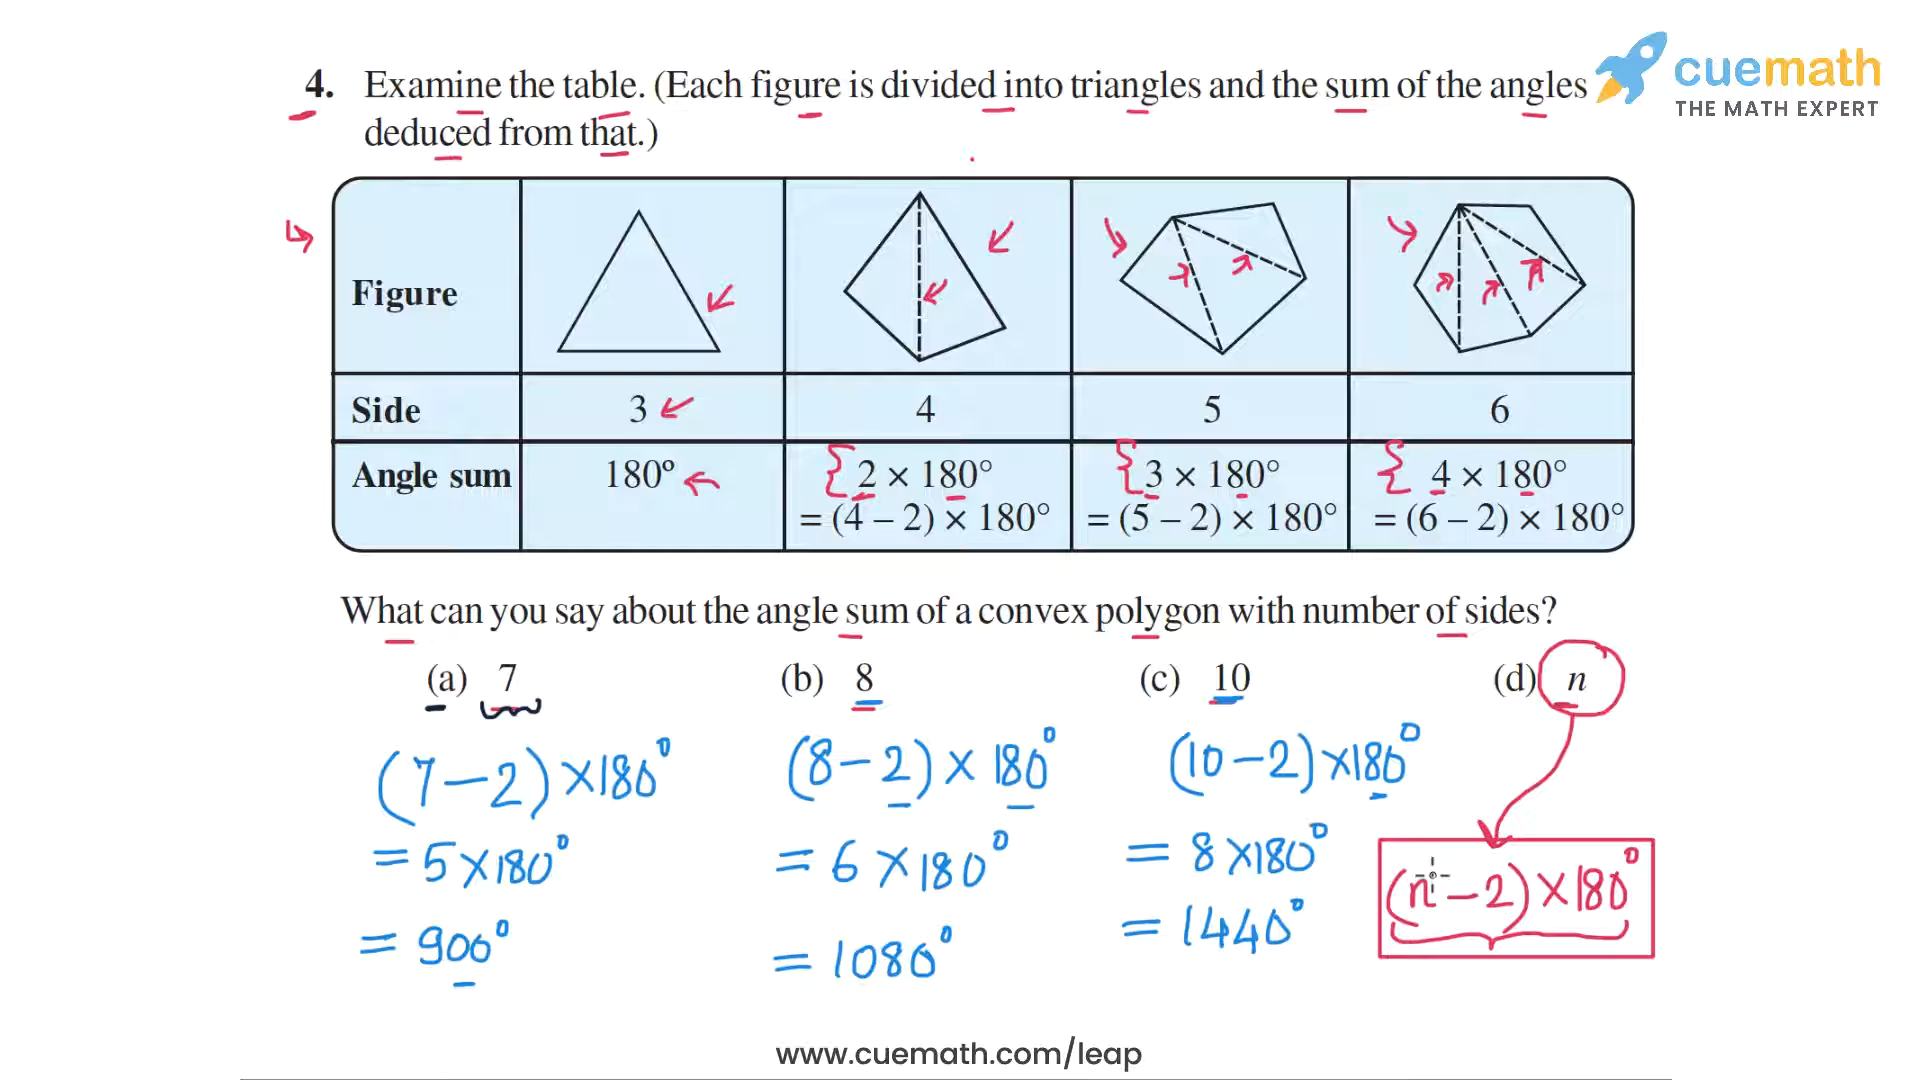 4. Examine the table. (Each figure is divided into triangles and the sum of the angles
deduced from that.)
cuemath
THE MATH EXPERT
Figure
Side 3 4 5 6
Angle sum 180º 2 × 180° 3 × 180° 4 × 180°
= (4 – 2) × 180° = (5 – 2) × 180° = (6 – 2) × 180°
What can you say about the angle sum of a convex polygon with number of sides?
(a) 7 (b) 8 (c) 10 (d) n
(7-2)×180° (8-2)×180° (10-2)×180°
=5×180° =6×180° =8×180° (n-2)×180°
=900° =1080° =1440°
www.cuemath.com/leap